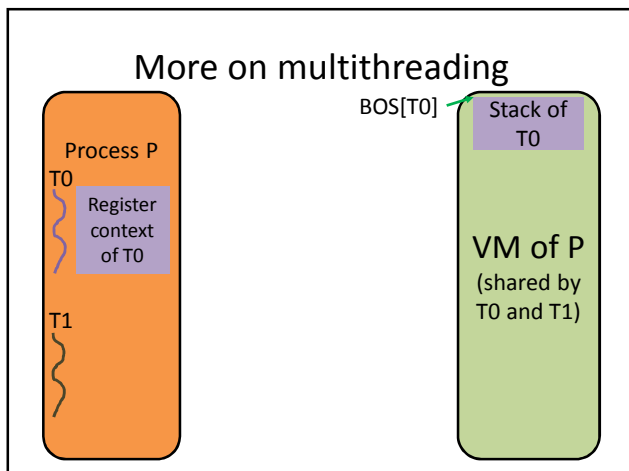 More on multithreading
BOS[T0]
Stack of
T0
Process P
T0
Register
context
of T0
VM of P
(shared by
T0 and T1)
T1